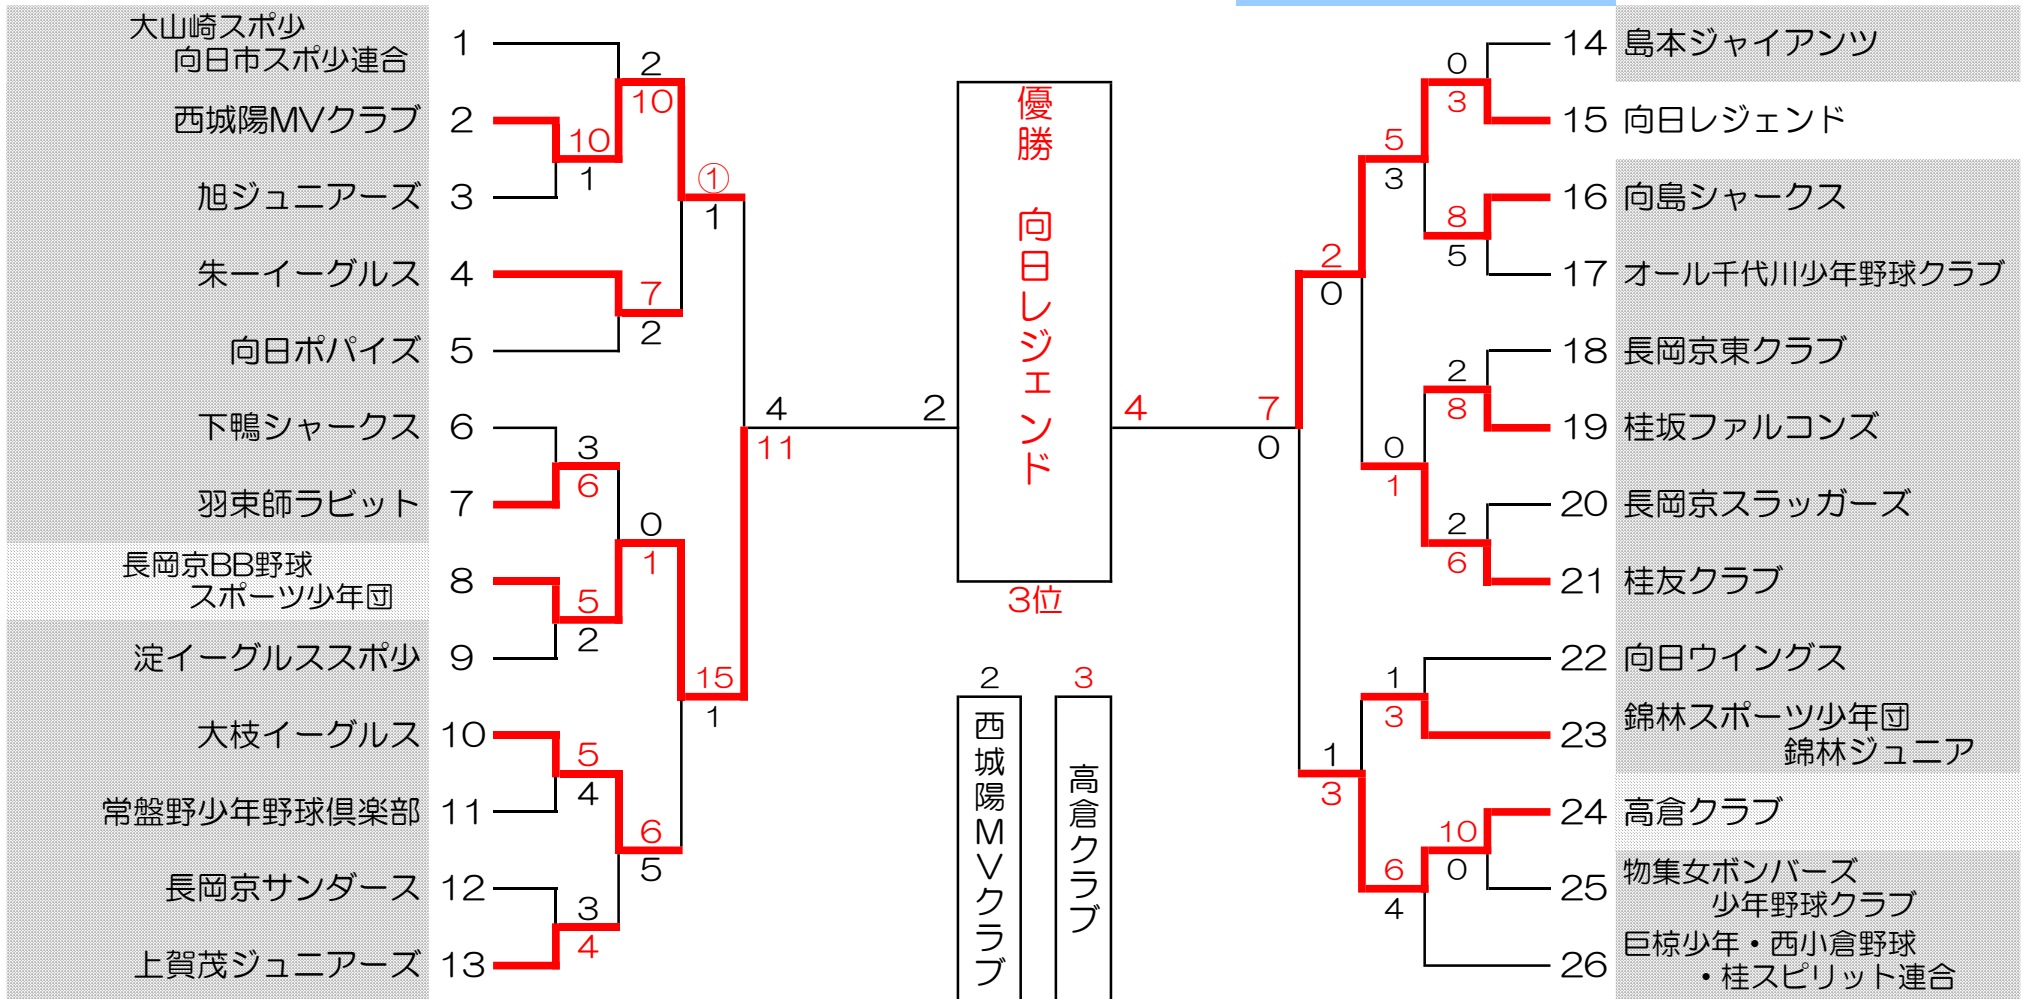 大山崎スポ少
向日市スポ少連合
1
西城陽MVクラブ
2
旭ジュニアーズ
3
朱一イーグルス
4
向日ポパイズ
5
下鴨シャークス
6
羽束師ラビット
7
長岡京BB野球
スポーツ少年団
8
淀イーグルススポ少
9
大枝イーグルス
10
常盤野少年野球倶楽部
11
長岡京サンダース
12
上賀茂ジュニアーズ
13
2
10
10
1
①
1
7
2
3
6
0
1
5
2
15
1
5
4
6
5
3
4
4
11
2
優勝 向日レジェンド
4
3位
2
西城陽MVクラブ
3
高倉クラブ
7
0
2
0
5
3
0
3
8
5
2
8
0
1
2
6
1
3
1
3
10
0
6
4
14 島本ジャイアンツ
15 向日レジェンド
16 向島シャークス
17 オール千代川少年野球クラブ
18 長岡京東クラブ
19 桂坂ファルコンズ
20 長岡京スラッガーズ
21 桂友クラブ
22 向日ウイングス
23 錦林スポーツ少年団
錦林ジュニア
24 高倉クラブ
25 物集女ボンバーズ
少年野球クラブ
26 巨椋少年・西小倉野球
・桂スピリット連合